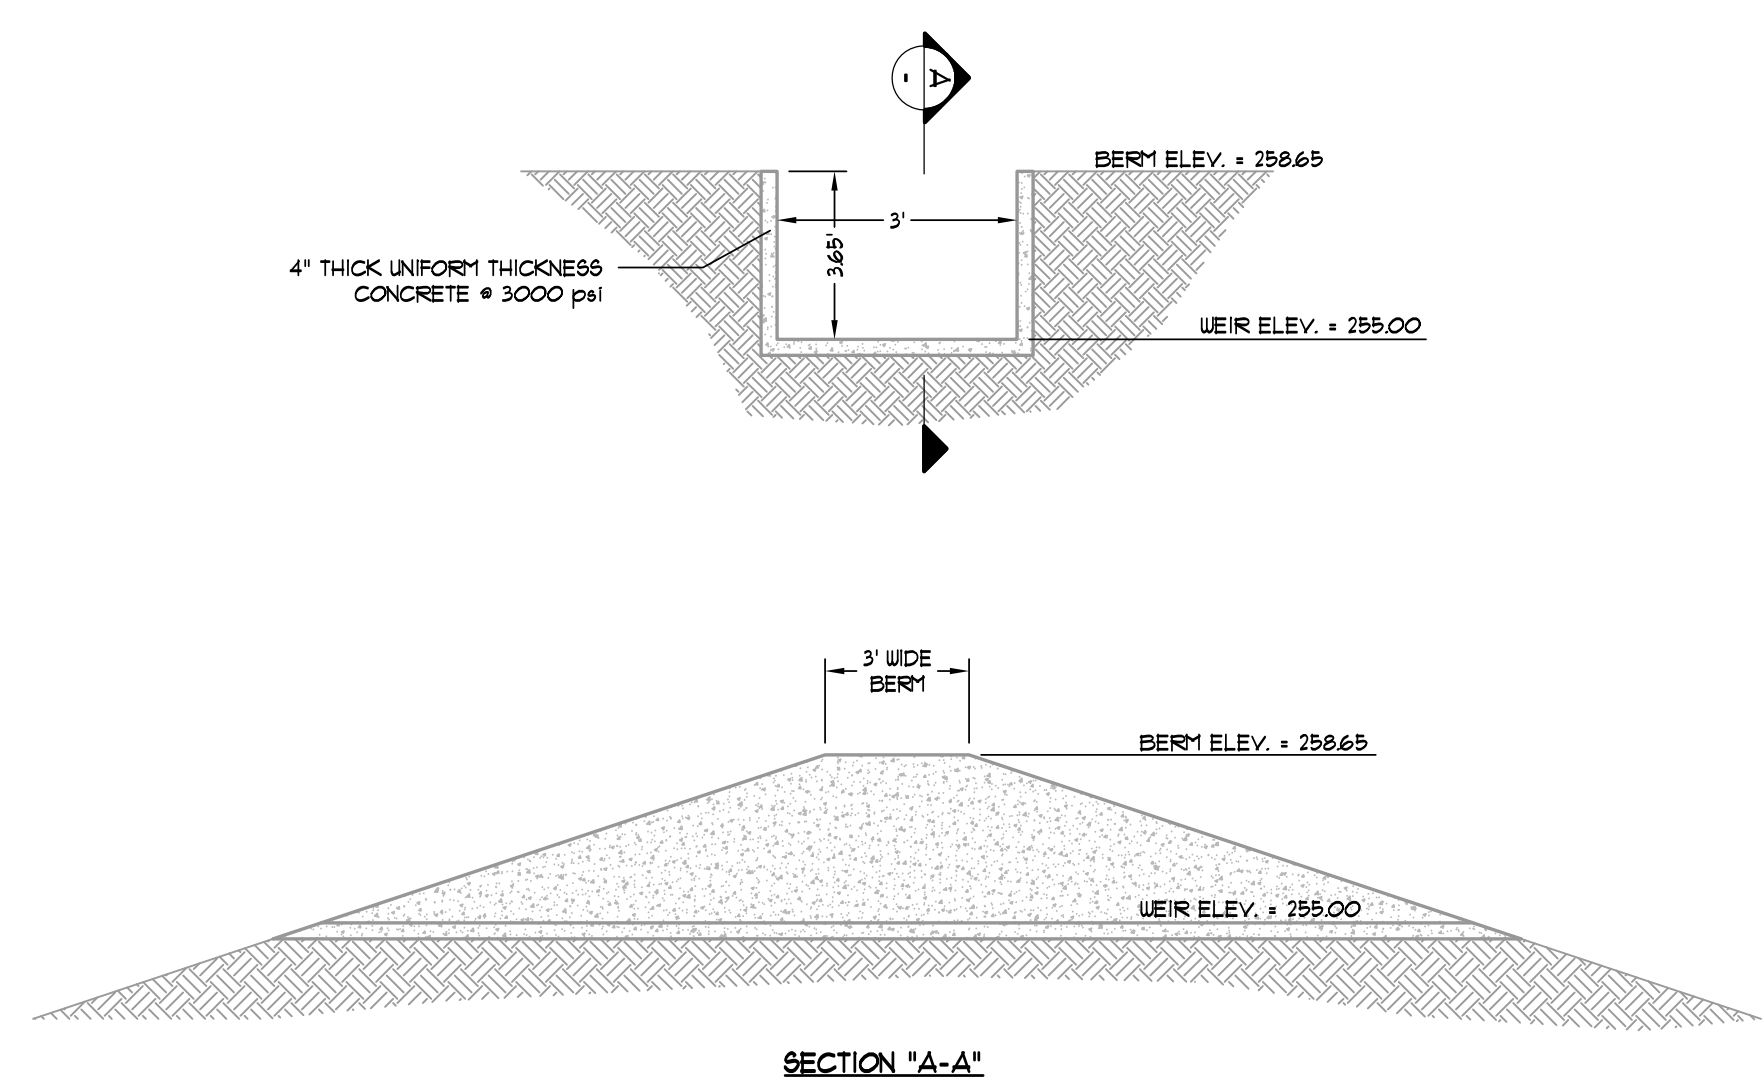 A
-
BERM ELEV. = 258.65
3'
3.65'
4" THICK UNIFORM THICKNESS
CONCRETE @ 3000 psi
WEIR ELEV. = 255.00
3' WIDE
BERM
BERM ELEV. = 258.65
WEIR ELEV. = 255.00
SECTION "A-A"